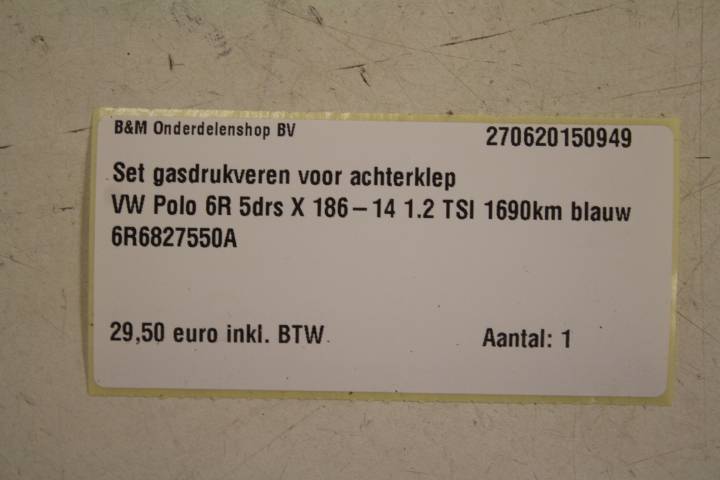 B&M Onderdelenshop BV 270620150949
Set gasdrukveren voor achterklep
VW Polo 6R 5drs X 186-14 1.2 TSI 1690km blauw
6R6827550A
29,50 euro inkl. BTW Aantal: 1